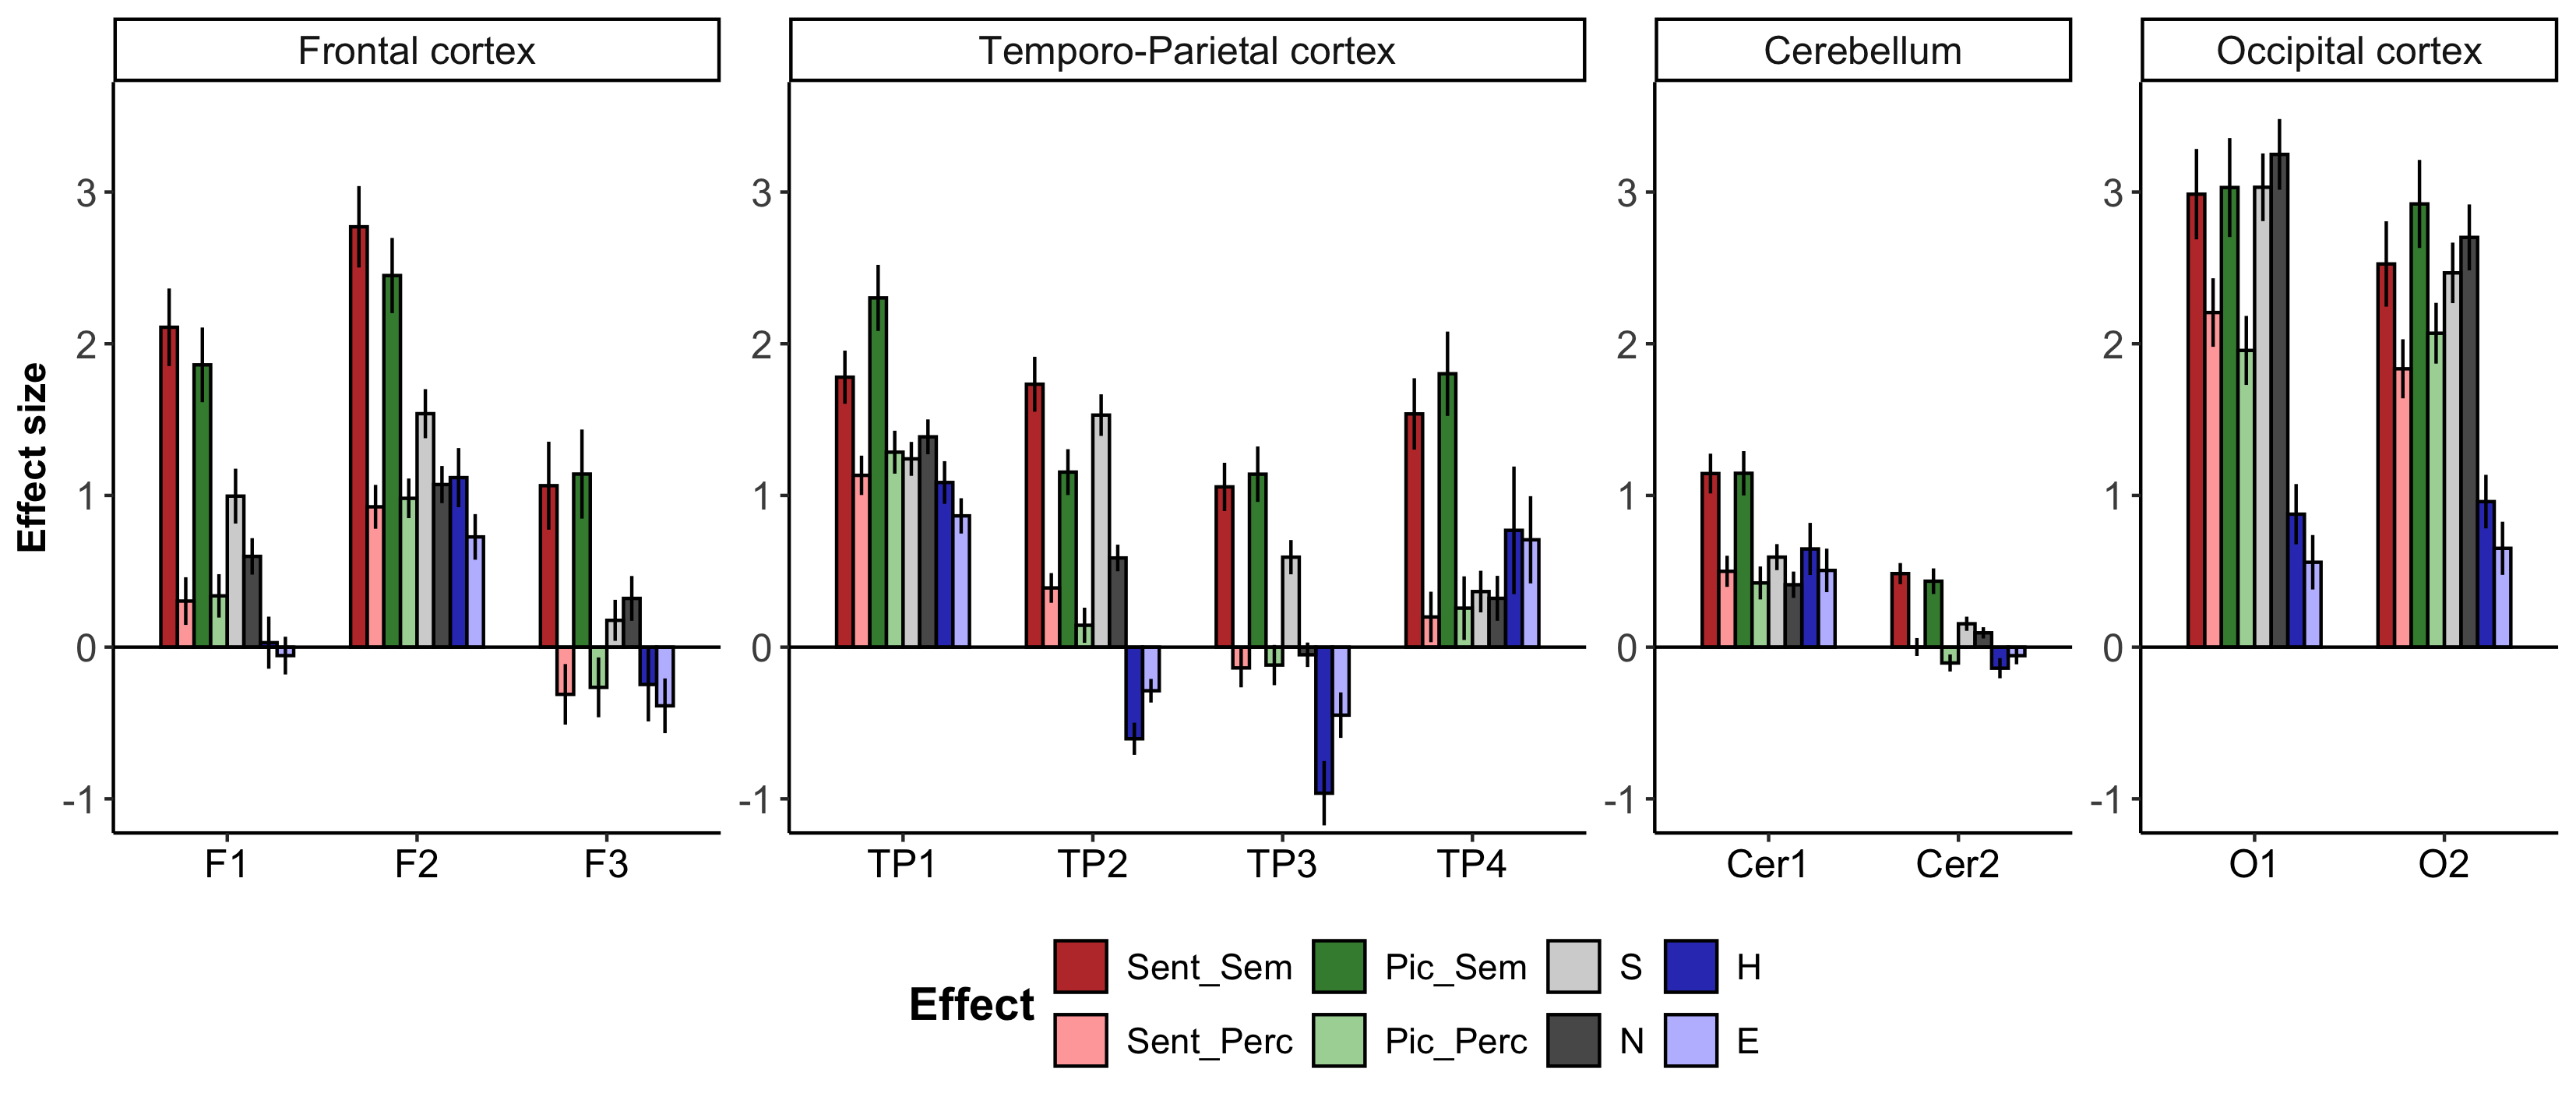 Frontal cortex
Temporo-Parietal cortex
Cerebellum
Occipital cortex
Effect size
3
2
1
0
-1
3
2
1
0
-1
3
2
1
0
-1
3
2
1
0
-1
F1 F2 F3
TP1 TP2 TP3 TP4
Cer1 Cer2
O1 O2
Effect
Sent_Sem Pic_Sem S H
Sent_Perc Pic_Perc N E